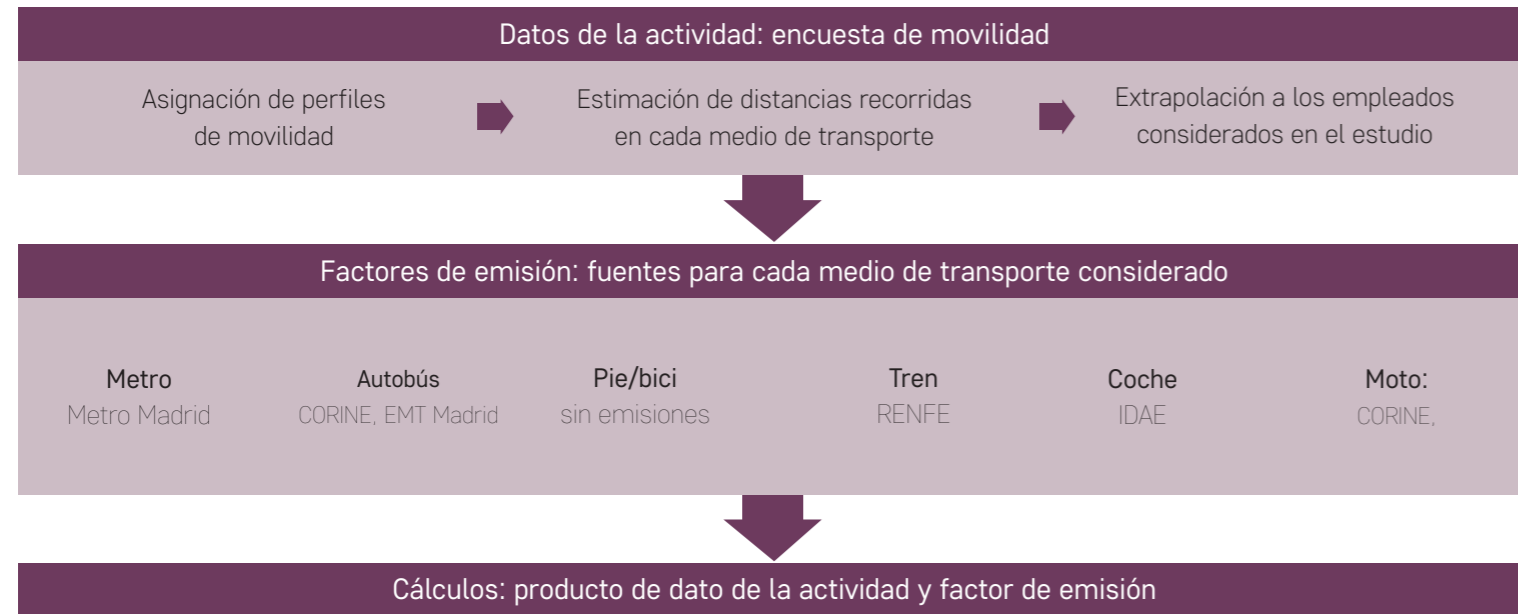 Datos de la actividad: encuesta de movilidad
Asignación de perfiles
de movilidad
Estimación de distancias recorridas
en cada medio de transporte
Extrapolación a los empleados
considerados en el estudio
Factores de emisión: fuentes para cada medio de transporte considerado
Metro
Metro Madrid
Autobús
CORINE, EMT Madrid
Pie/bici
sin emisiones
Tren
RENFE
Coche
IDAE
Moto:
CORINE,
Cálculos: producto de dato de la actividad y factor de emisión